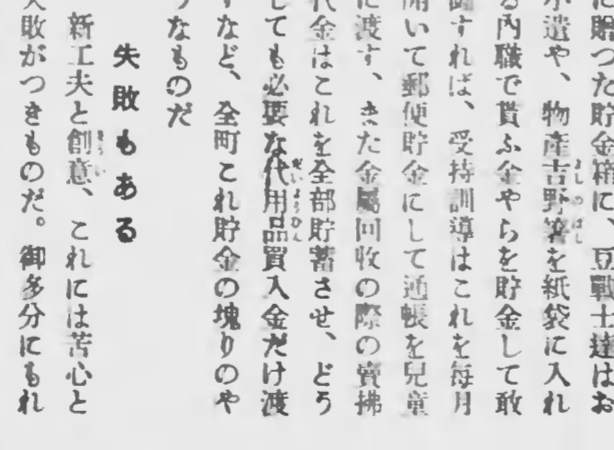 に贈つた貯金箱に、豆戰士達はお
小遣や、物産吉野箸を紙袋に入れ
る內職で貰ふ金やらを貯金して敢
闘すれば、受持訓導はこれを每月
開いて郵便貯金にして通帳を兒童
に渡す、また金屬回收の際の賣拂
代金はこれを全部貯蓄させ、どう
しても必要な代用品買入金だけ渡
すなど、全町これ貯金の塊りのや
うなものだ
失敗もある
新工夫と創意、これには苦心と
失敗がつきものだ。御多分にもれ